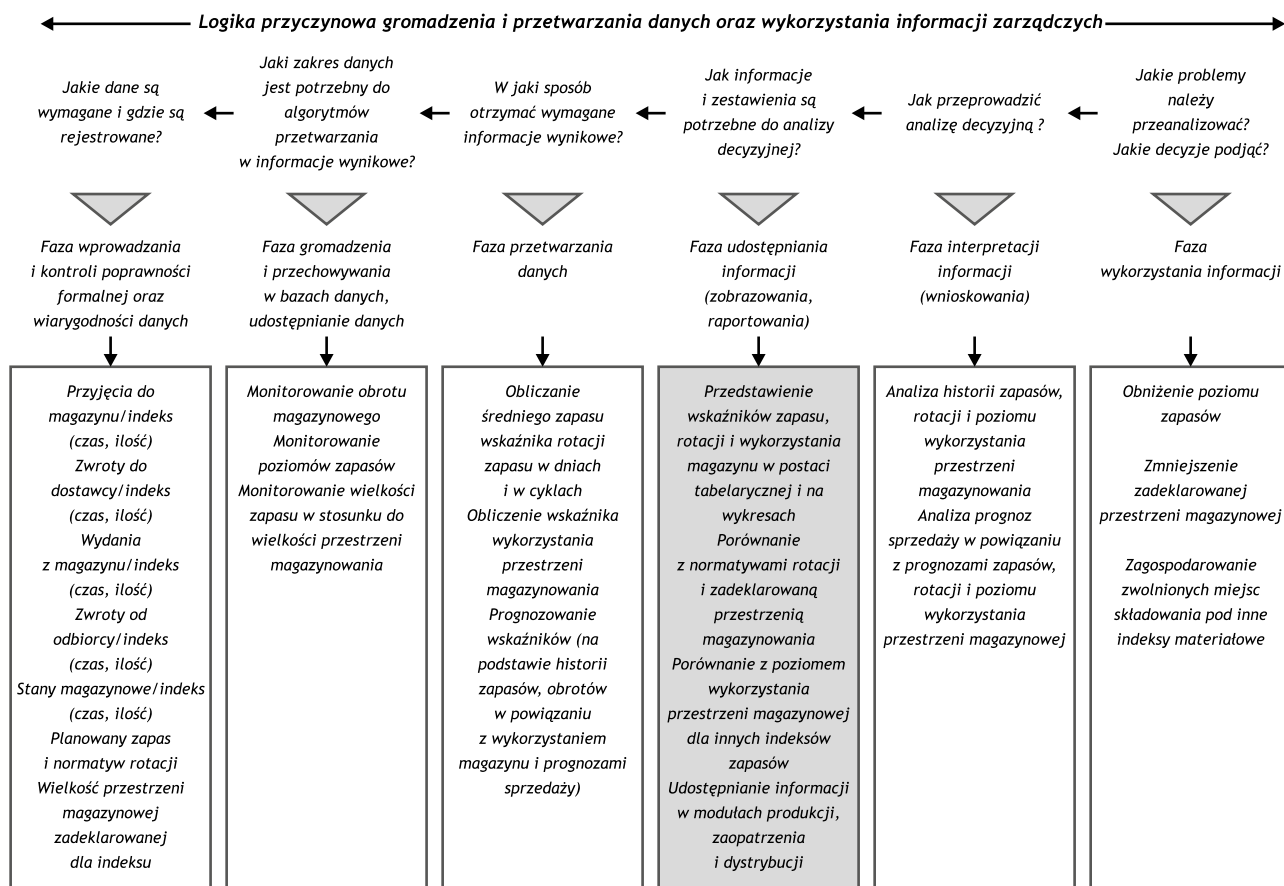 Logika przyczynowa gromadzenia i przetwarzania danych oraz wykorzystania informacji zarządczych
Jakie dane są
wymagane i gdzie są
rejestrowane?
Jaki zakres danych
jest potrzebny do
algorytmów
przetwarzania
w informacje wynikowe?
W jaki sposób
otrzymać wymagane
informacje wynikowe?
Jak informacje
i zestawienia są
potrzebne do analizy
decyzyjnej?
Jak przeprowadzić
analizę decyzyjną ?
Jakie problemy
należy
przeanalizować?
Jakie decyzje podjąć?
Faza wprowadzania
i kontroli poprawności
formalnej oraz
wiarygodności danych
Faza gromadzenia
i przechowywania
w bazach danych,
udostępnianie danych
Faza przetwarzania
danych
Faza udostępniania
informacji
(zobrazowania,
raportowania)
Faza interpretacji
informacji
(wnioskowania)
Faza
wykorzystania informacji
Przyjęcia do
magazynu/indeks
(czas, ilość)
Zwroty do
dostawcy/indeks
(czas, ilość)
Wydania
z magazynu/indeks
(czas, ilość)
Zwroty od
odbiorcy/indeks
(czas, ilość)
Stany magazynowe/indeks
(czas, ilość)
Planowany zapas
i normatyw rotacji
Wielkość przestrzeni
magazynowej
zadeklarowanej
dla indeksu
Monitorowanie obrotu
magazynowego
Monitorowanie
poziomów zapasów
Monitorowanie wielkości
zapasu w stosunku do
wielkości przestrzeni
magazynowania
Obliczanie
średniego zapasu
wskaźnika rotacji
zapasu w dniach
i w cyklach
Obliczenie wskaźnika
wykorzystania
przestrzeni
magazynowania
Prognozowanie
wskaźników (na
podstawie historii
zapasów, obrotów
w powiązaniu
z wykorzystaniem
magazynu i prognozami
sprzedaży)
Przedstawienie
wskaźników zapasu,
rotacji i wykorzystania
magazynu w postaci
tabelarycznej i na
wykresach
Porównanie
z normatywami rotacji
i zadeklarowaną
przestrzenią
magazynowania
Porównanie z poziomem
wykorzystania
przestrzeni magazynowej
dla innych indeksów
zapasów
Udostępnianie informacji
w modułach produkcji,
zaopatrzenia
i dystrybucji
Analiza historii zapasów,
rotacji i poziomu
wykorzystania
przestrzeni
magazynowania
Analiza prognoz
sprzedaży w powiązaniu
z prognozami zapasów,
rotacji i poziomu
wykorzystania
przestrzeni magazynowej
Obniżenie poziomu
zapasów
Zmniejszenie
zadeklarowanej
przestrzeni magazynowej
Zagospodarowanie
zwolnionych miejsc
składowania pod inne
indeksy materiałowe